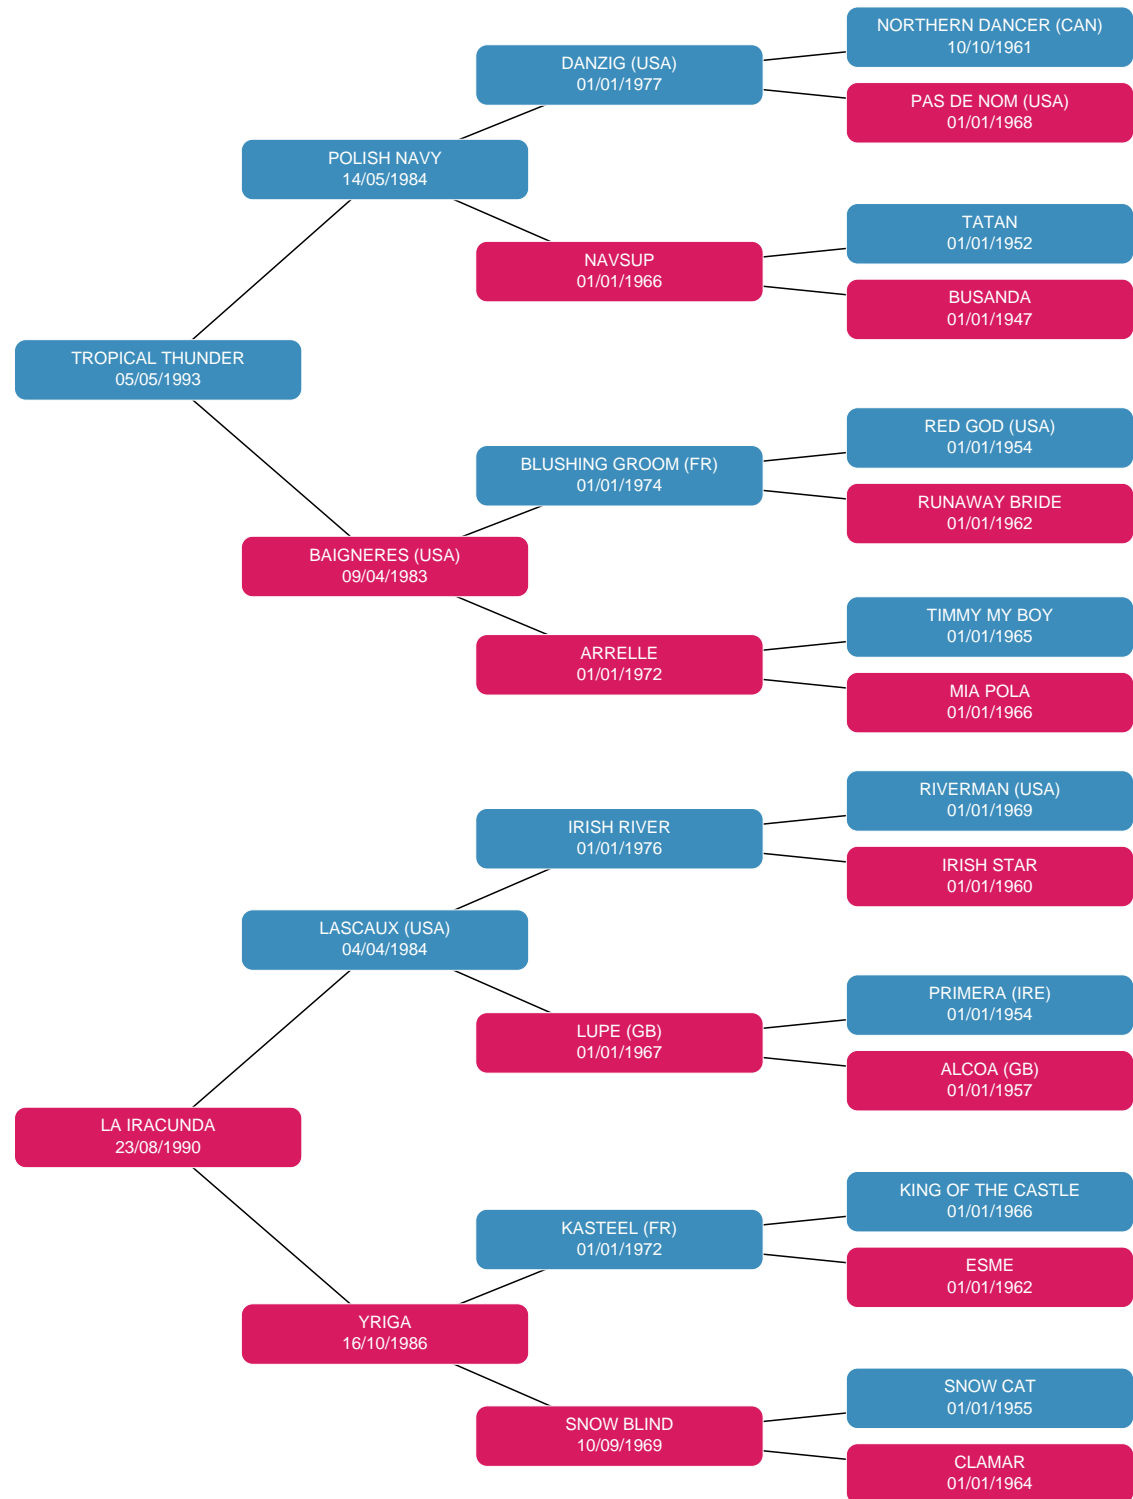 NORTHERN DANCER (CAN)
10/10/1961
DANZIG (USA)
01/01/1977
PAS DE NOM (USA)
01/01/1968
POLISH NAVY
14/05/1984
TATAN
01/01/1952
NAVSUP
01/01/1966
BUSANDA
01/01/1947
TROPICAL THUNDER
05/05/1993
RED GOD (USA)
01/01/1954
BLUSHING GROOM (FR)
01/01/1974
RUNAWAY BRIDE
01/01/1962
BAIGNERES (USA)
09/04/1983
TIMMY MY BOY
01/01/1965
ARRELLE
01/01/1972
MIA POLA
01/01/1966
RIVERMAN (USA)
01/01/1969
IRISH RIVER
01/01/1976
IRISH STAR
01/01/1960
LASCAUX (USA)
04/04/1984
PRIMERA (IRE)
01/01/1954
LUPE (GB)
01/01/1967
ALCOA (GB)
01/01/1957
LA IRACUNDA
23/08/1990
KING OF THE CASTLE
01/01/1966
KASTEEL (FR)
01/01/1972
ESME
01/01/1962
YRIGA
16/10/1986
SNOW CAT
01/01/1955
SNOW BLIND
10/09/1969
CLAMAR
01/01/1964